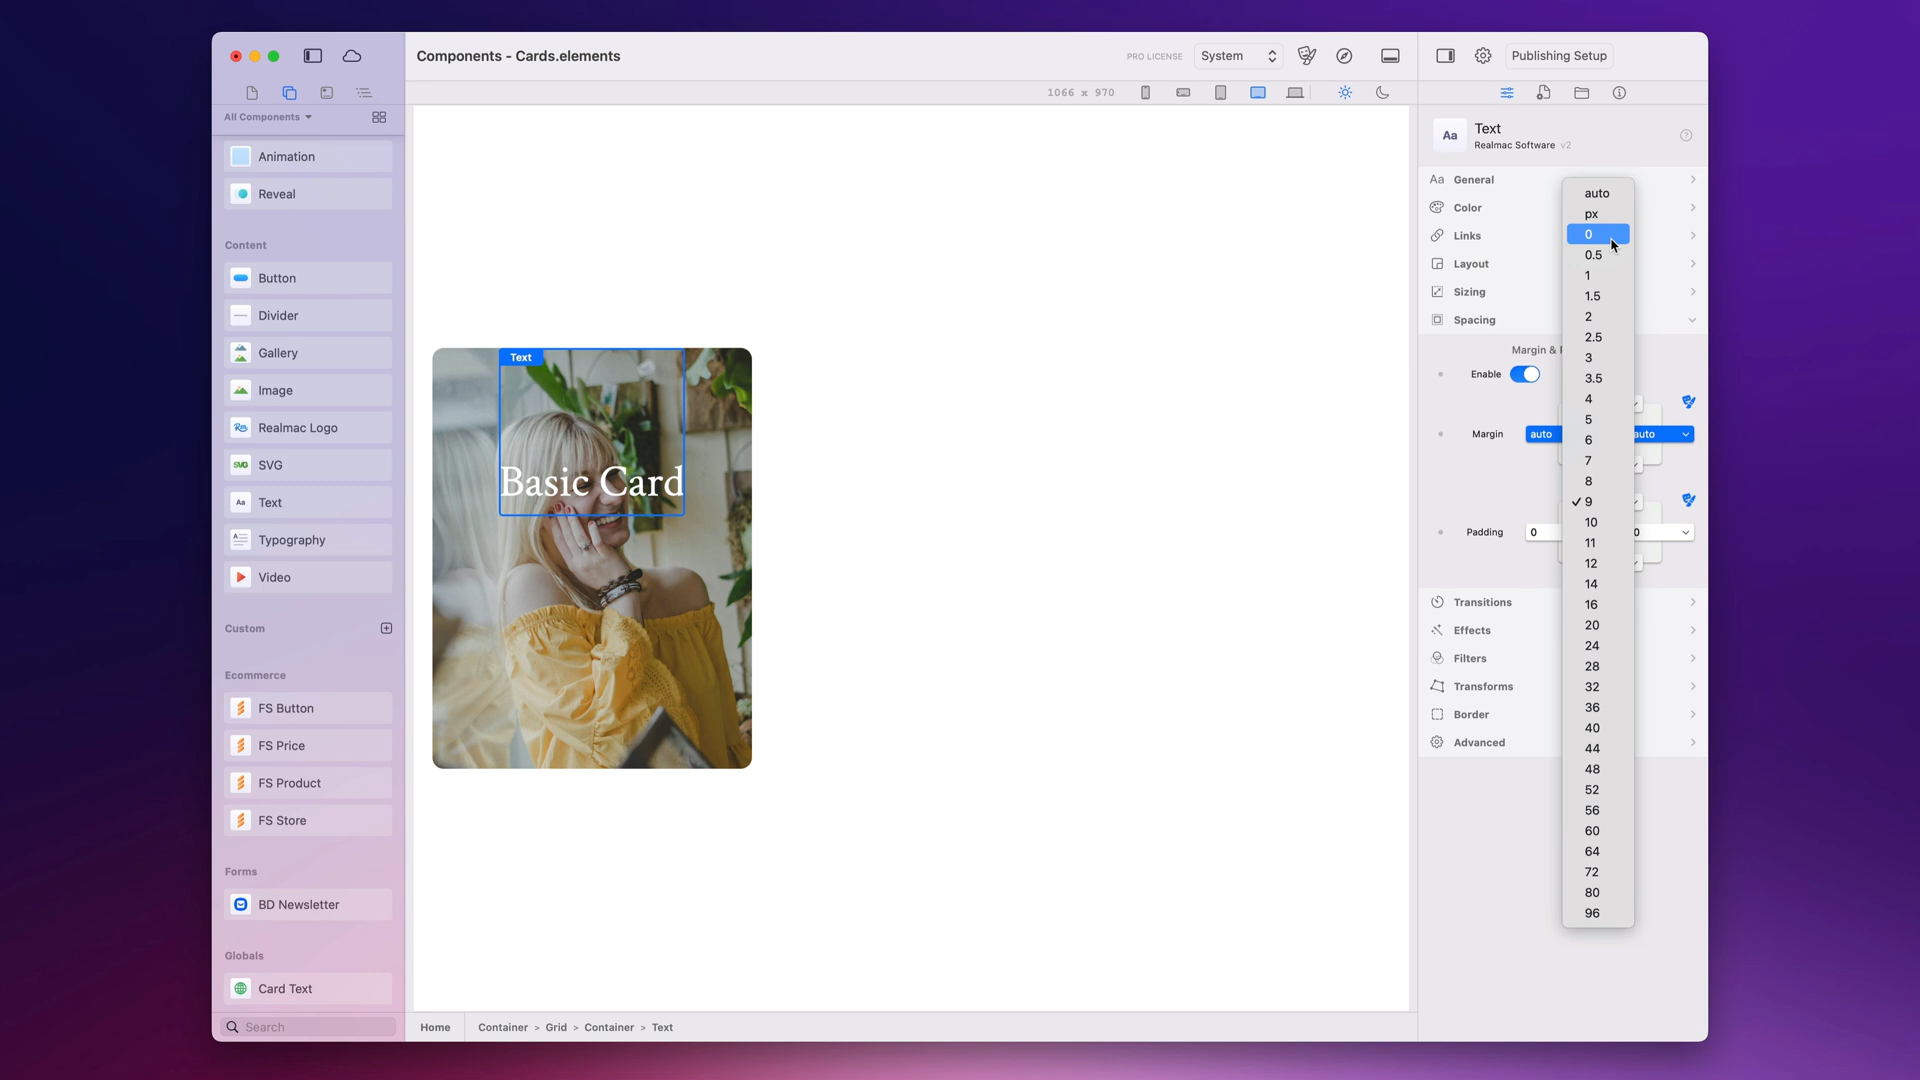 Components - Cards.elements
PRO LICENSE
System
Publishing Setup
1066 x 970
All Components
Animation
Reveal
Content
Button
Divider
Gallery
Image
Realmac Logo
SVG
SVG
Aa Text
Typography
Video
Custom
Ecommerce
FS Button
FS Price
FS Product
FS Store
Forms
BD Newsletter
Globals
Card Text
Search
Text
Basic Card
Home
Container > Grid > Container > Text
Aa
Text
Realmac Software v2
Aa General
Color
Links
Layout
Sizing
Spacing
Margin &
Enable
Margin
auto
auto
Padding
0
0
Transitions
Effects
Filters
Transforms
Border
Advanced
auto
px
0
0.5
1
1.5
2
2.5
3
3.5
4
5
6
7
8
✓ 9
10
11
12
14
16
20
24
28
32
36
40
44
48
52
56
60
64
72
80
96